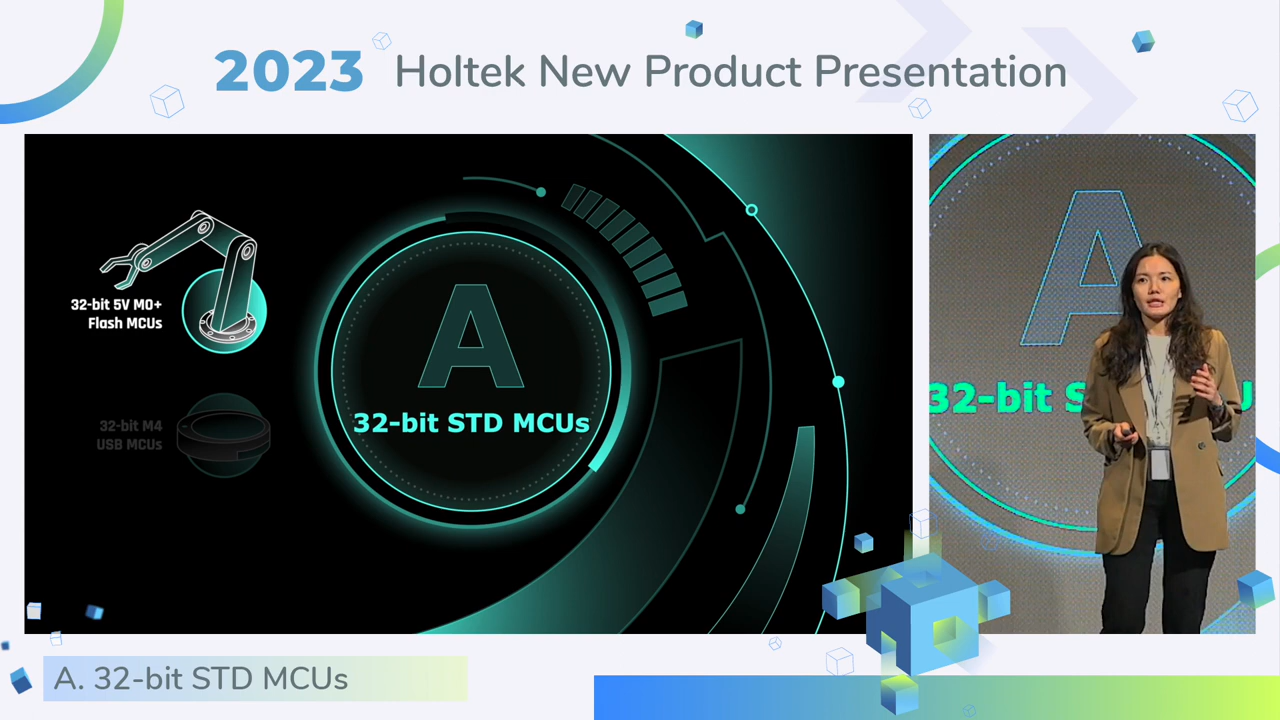 2023 Holtek New Product Presentation
32-bit 5V M0+
Flash MCUs
32-bit M4
USB MCUs
A
32-bit STD MCUs
A
32-bit S U
A. 32-bit STD MCUs